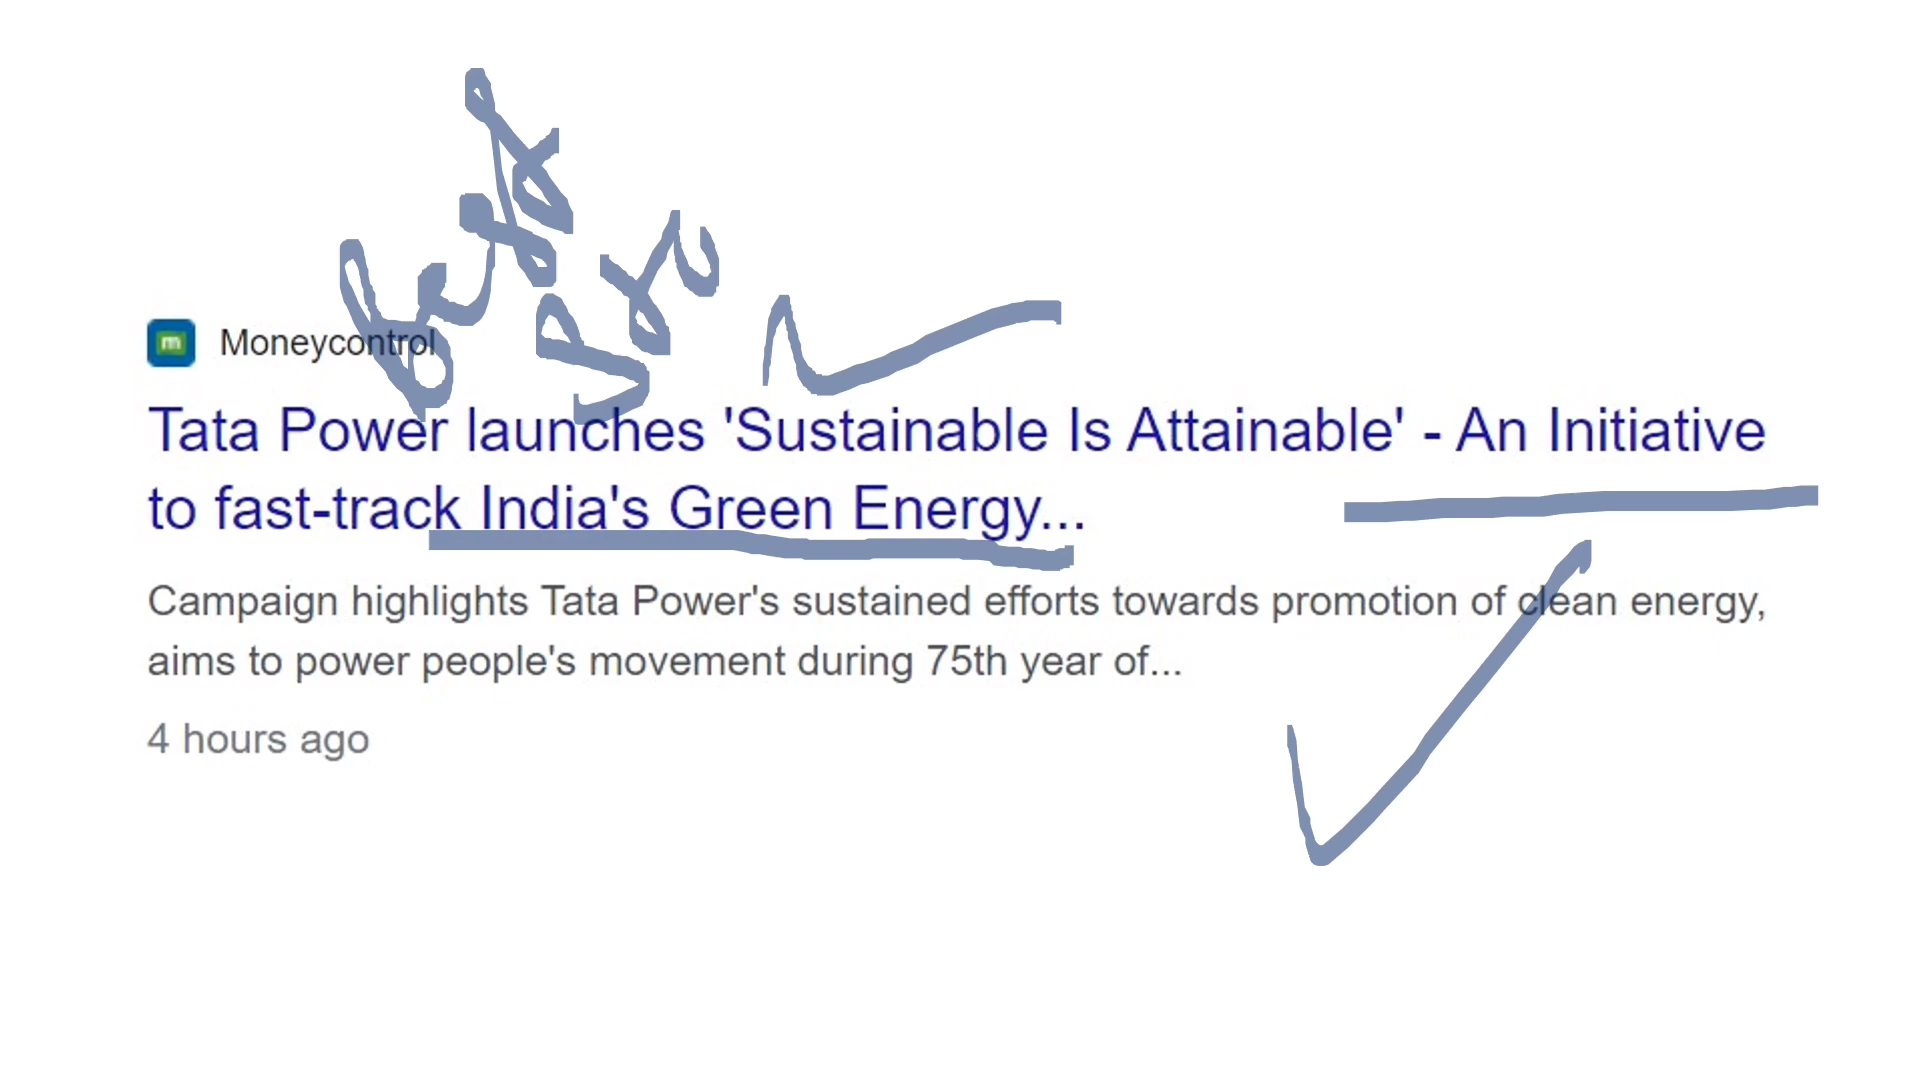 Moneycontrol
Tata Power launches 'Sustainable Is Attainable' - An Initiative
to fast-track India's Green Energy...
Campaign highlights Tata Power's sustained efforts towards promotion of clean energy,
aims to power people's movement during 75th year of...
4 hours ago